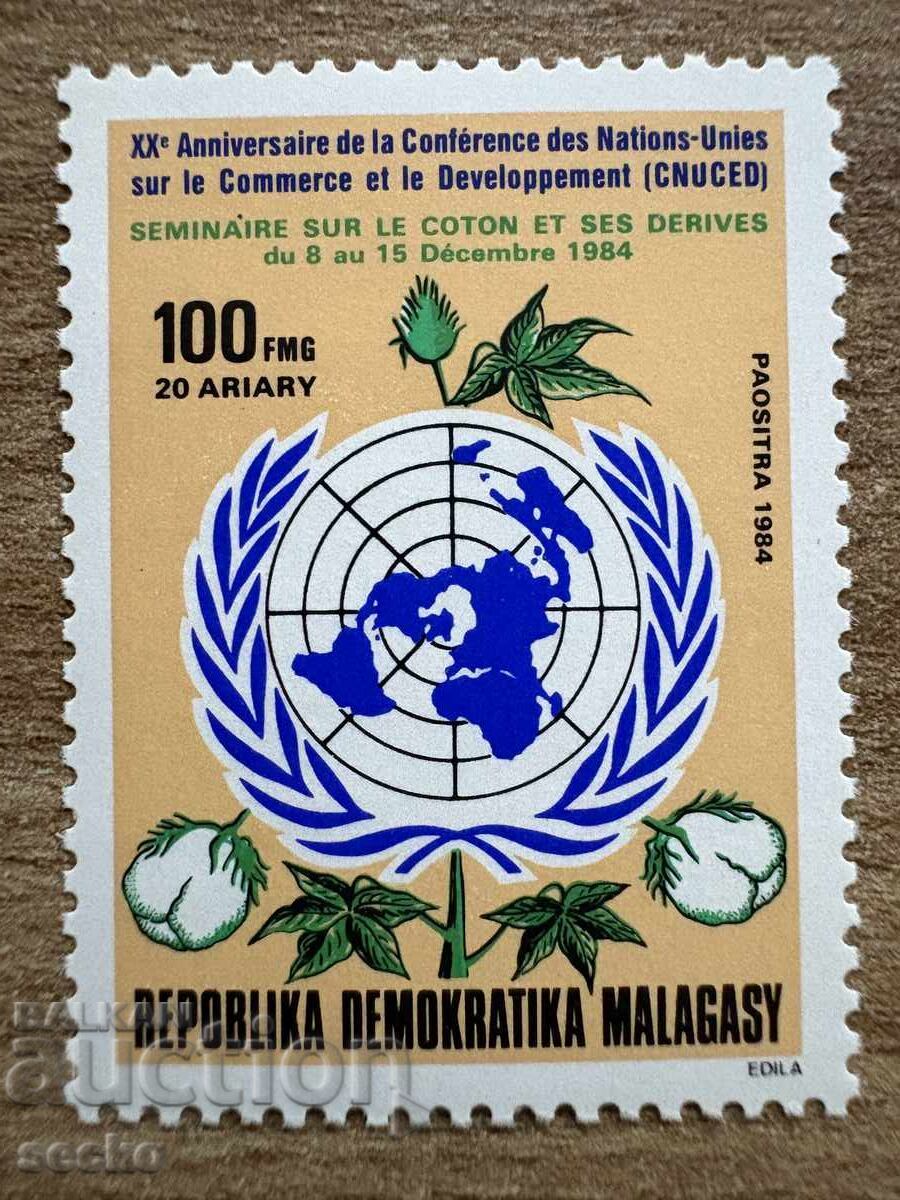 XXe Anniversaire de la Conférence des Nations-Unies
sur le Commerce et le Developpement (CNUCED)
SEMINAIRE SUR LE COTON ET SES DERIVES
du 8 au 15 Décembre 1984
100 FMG
20 ARIARY
PAOSITRA 1984
REPOBLIKA DEMOKRATIKA MALAGASY
EDILA
BALKAN
auction
secko